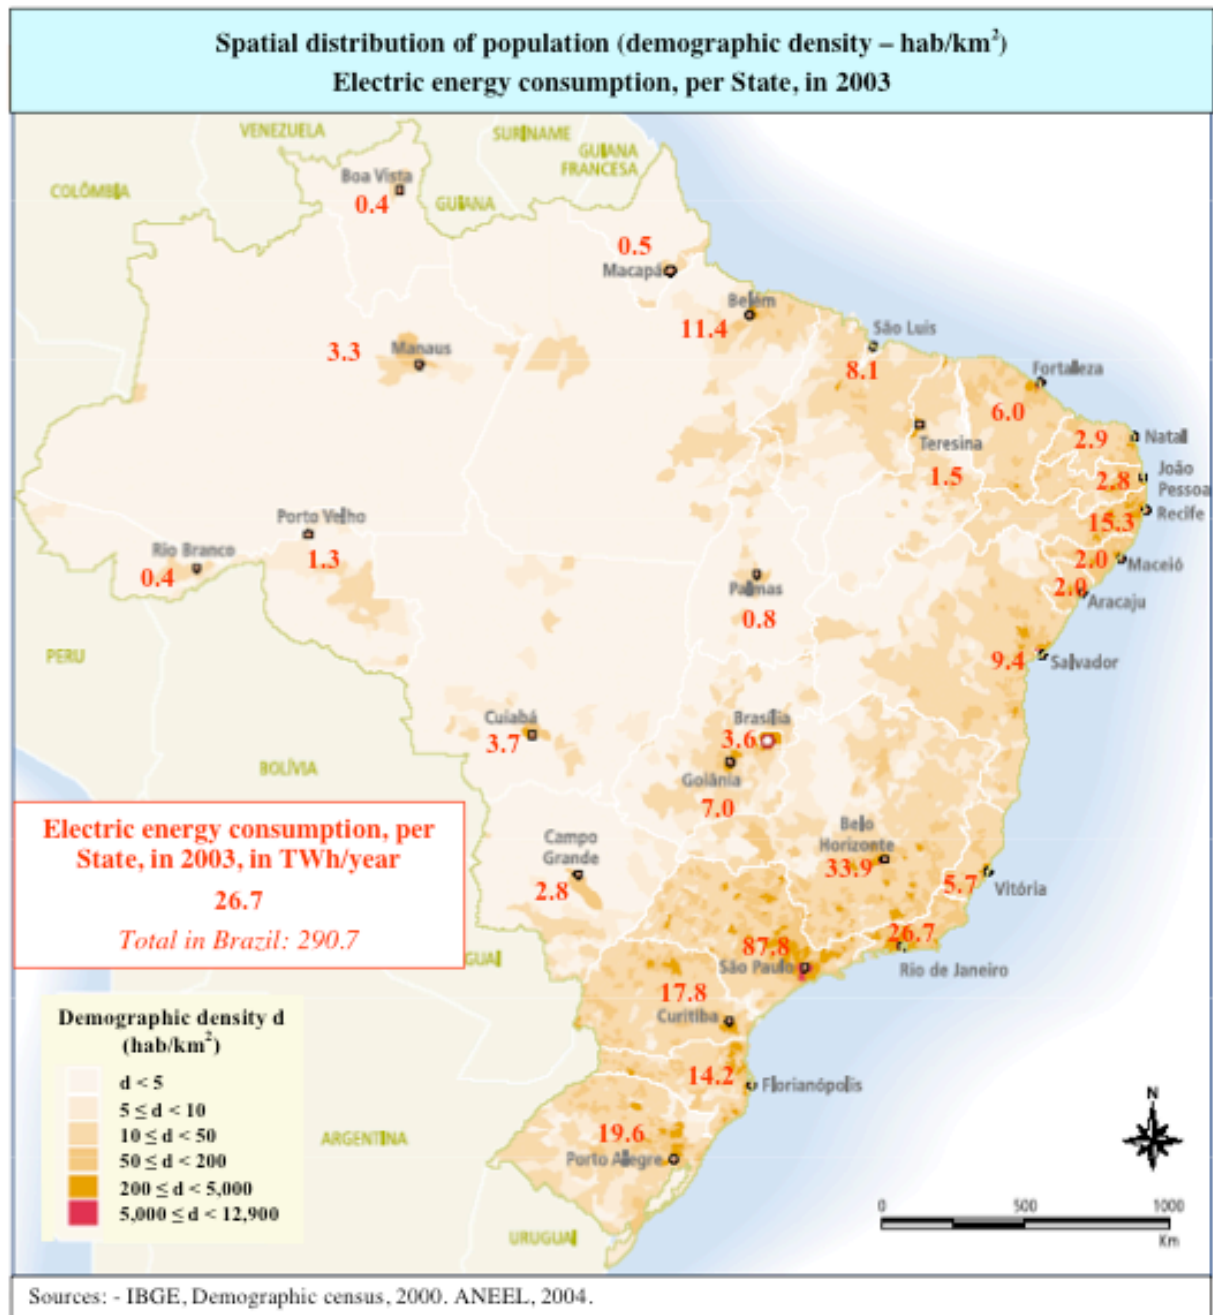 Spatial distribution of population (demographic density – hab/km²)
Electric energy consumption, per State, in 2003
VENEZUELA
SURINAME
GUIANA
FRANCESA
COLÔMBIA
Boa Vista
0.4
GUIANA
0.5
Macapá
Belém
11.4
São Luis
8.1
3.3
Manaus
Fortaleza
6.0
Teresina
1.5
2.9
Natal
2.8
João
Pessoa
15.3
Recife
Porto Velho
1.3
Rio Branco
0.4
2.0
Maceió
2.0
Aracaju
Palmas
0.8
PERU
9.4
Salvador
Cuiabá
3.7
Brasília
3.6
Goiânia
7.0
BOLÍVIA
Belo
Horizonte
33.9
Campo
Grande
2.8
5.7
Vitória
Electric energy consumption, per
State, in 2003, in TWh/year
26.7
Total in Brazil: 290.7
GUAI
87,8
São Paulo
26.7
Rio de Janeiro
17.8
Curitiba
14.2
Florianópolis
19.6
Porto Alegre
ARGENTINA
URUGUAI
Demographic density d
(hab/km²)
d < 5
5 ≤ d < 10
10 ≤ d < 50
50 ≤ d < 200
200 ≤ d < 5,000
5,000 ≤ d < 12,900
N
0 500 1000
Km
Sources: - IBGE, Demographic census, 2000. ANEEL, 2004.